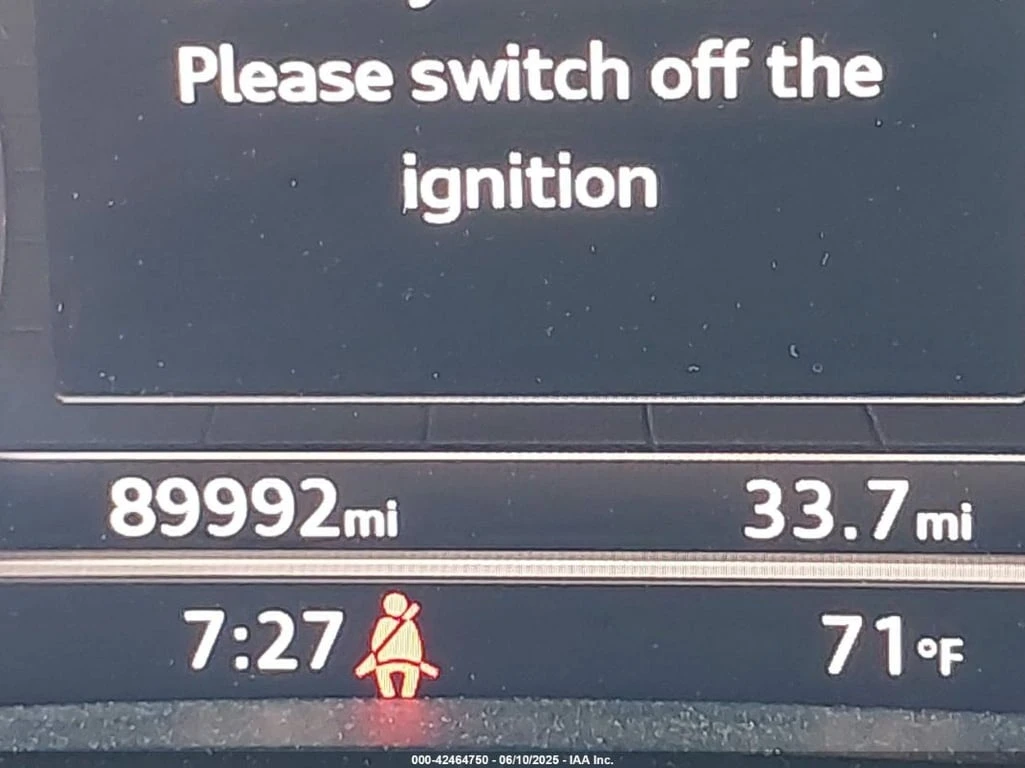 Please switch off the
ignition
89992mi 33.7mi
7:27 71°F
000-42464750 - 06/10/2025 - IAA Inc.